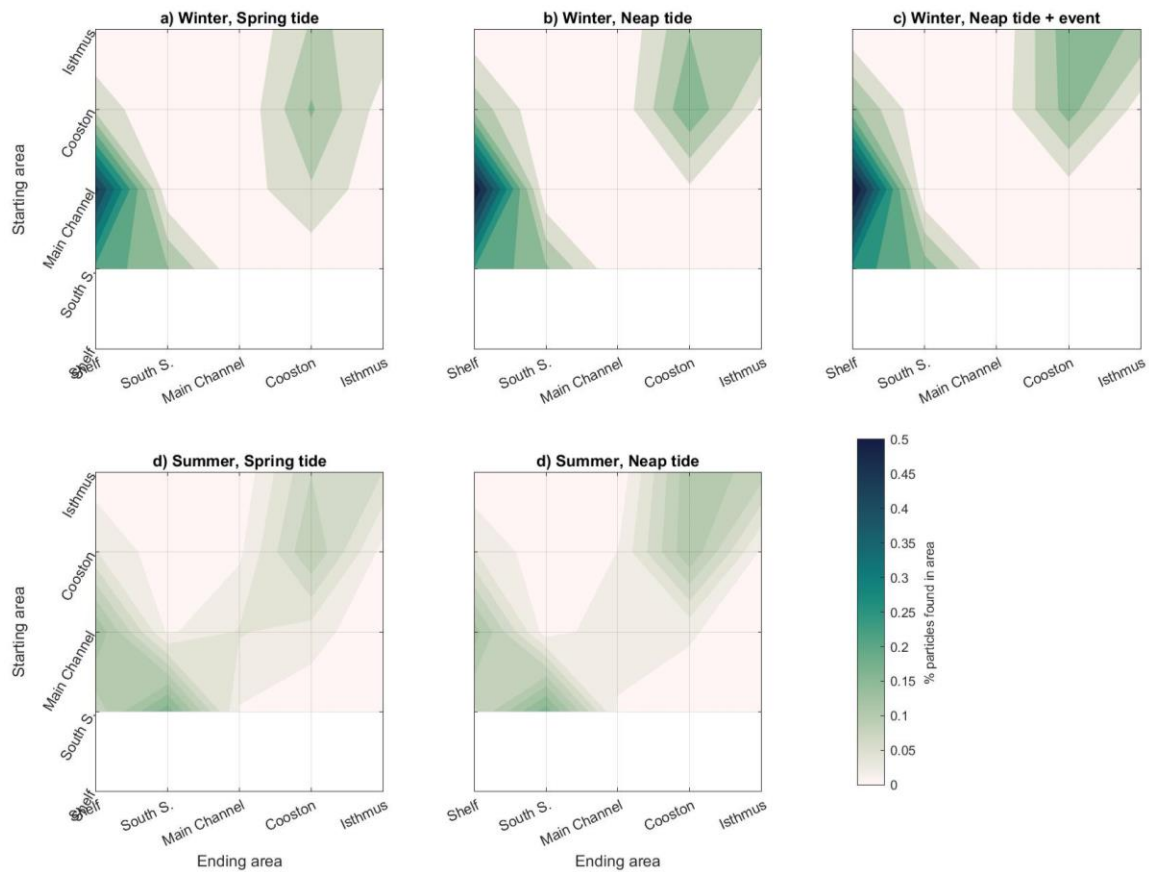 a) Winter, Spring tide
b) Winter, Neap tide
c) Winter, Neap tide + event
Starting area
Isthmus
Cooston
Main Channel
South S.
Shelf
Shelf
South S.
Main Channel
Cooston
Isthmus
Shelf
South S.
Main Channel
Cooston
Isthmus
Shelf
South S.
Main Channel
Cooston
Isthmus
d) Summer, Spring tide
d) Summer, Neap tide
Starting area
Isthmus
Cooston
Main Channel
South S.
Shelf
Shelf
South S.
Main Channel
Cooston
Isthmus
Ending area
Shelf
South S.
Main Channel
Cooston
Isthmus
Ending area
0.5
0.45
0.4
0.35
0.3
0.25
0.2
0.15
0.1
0.05
0
% particles found in area